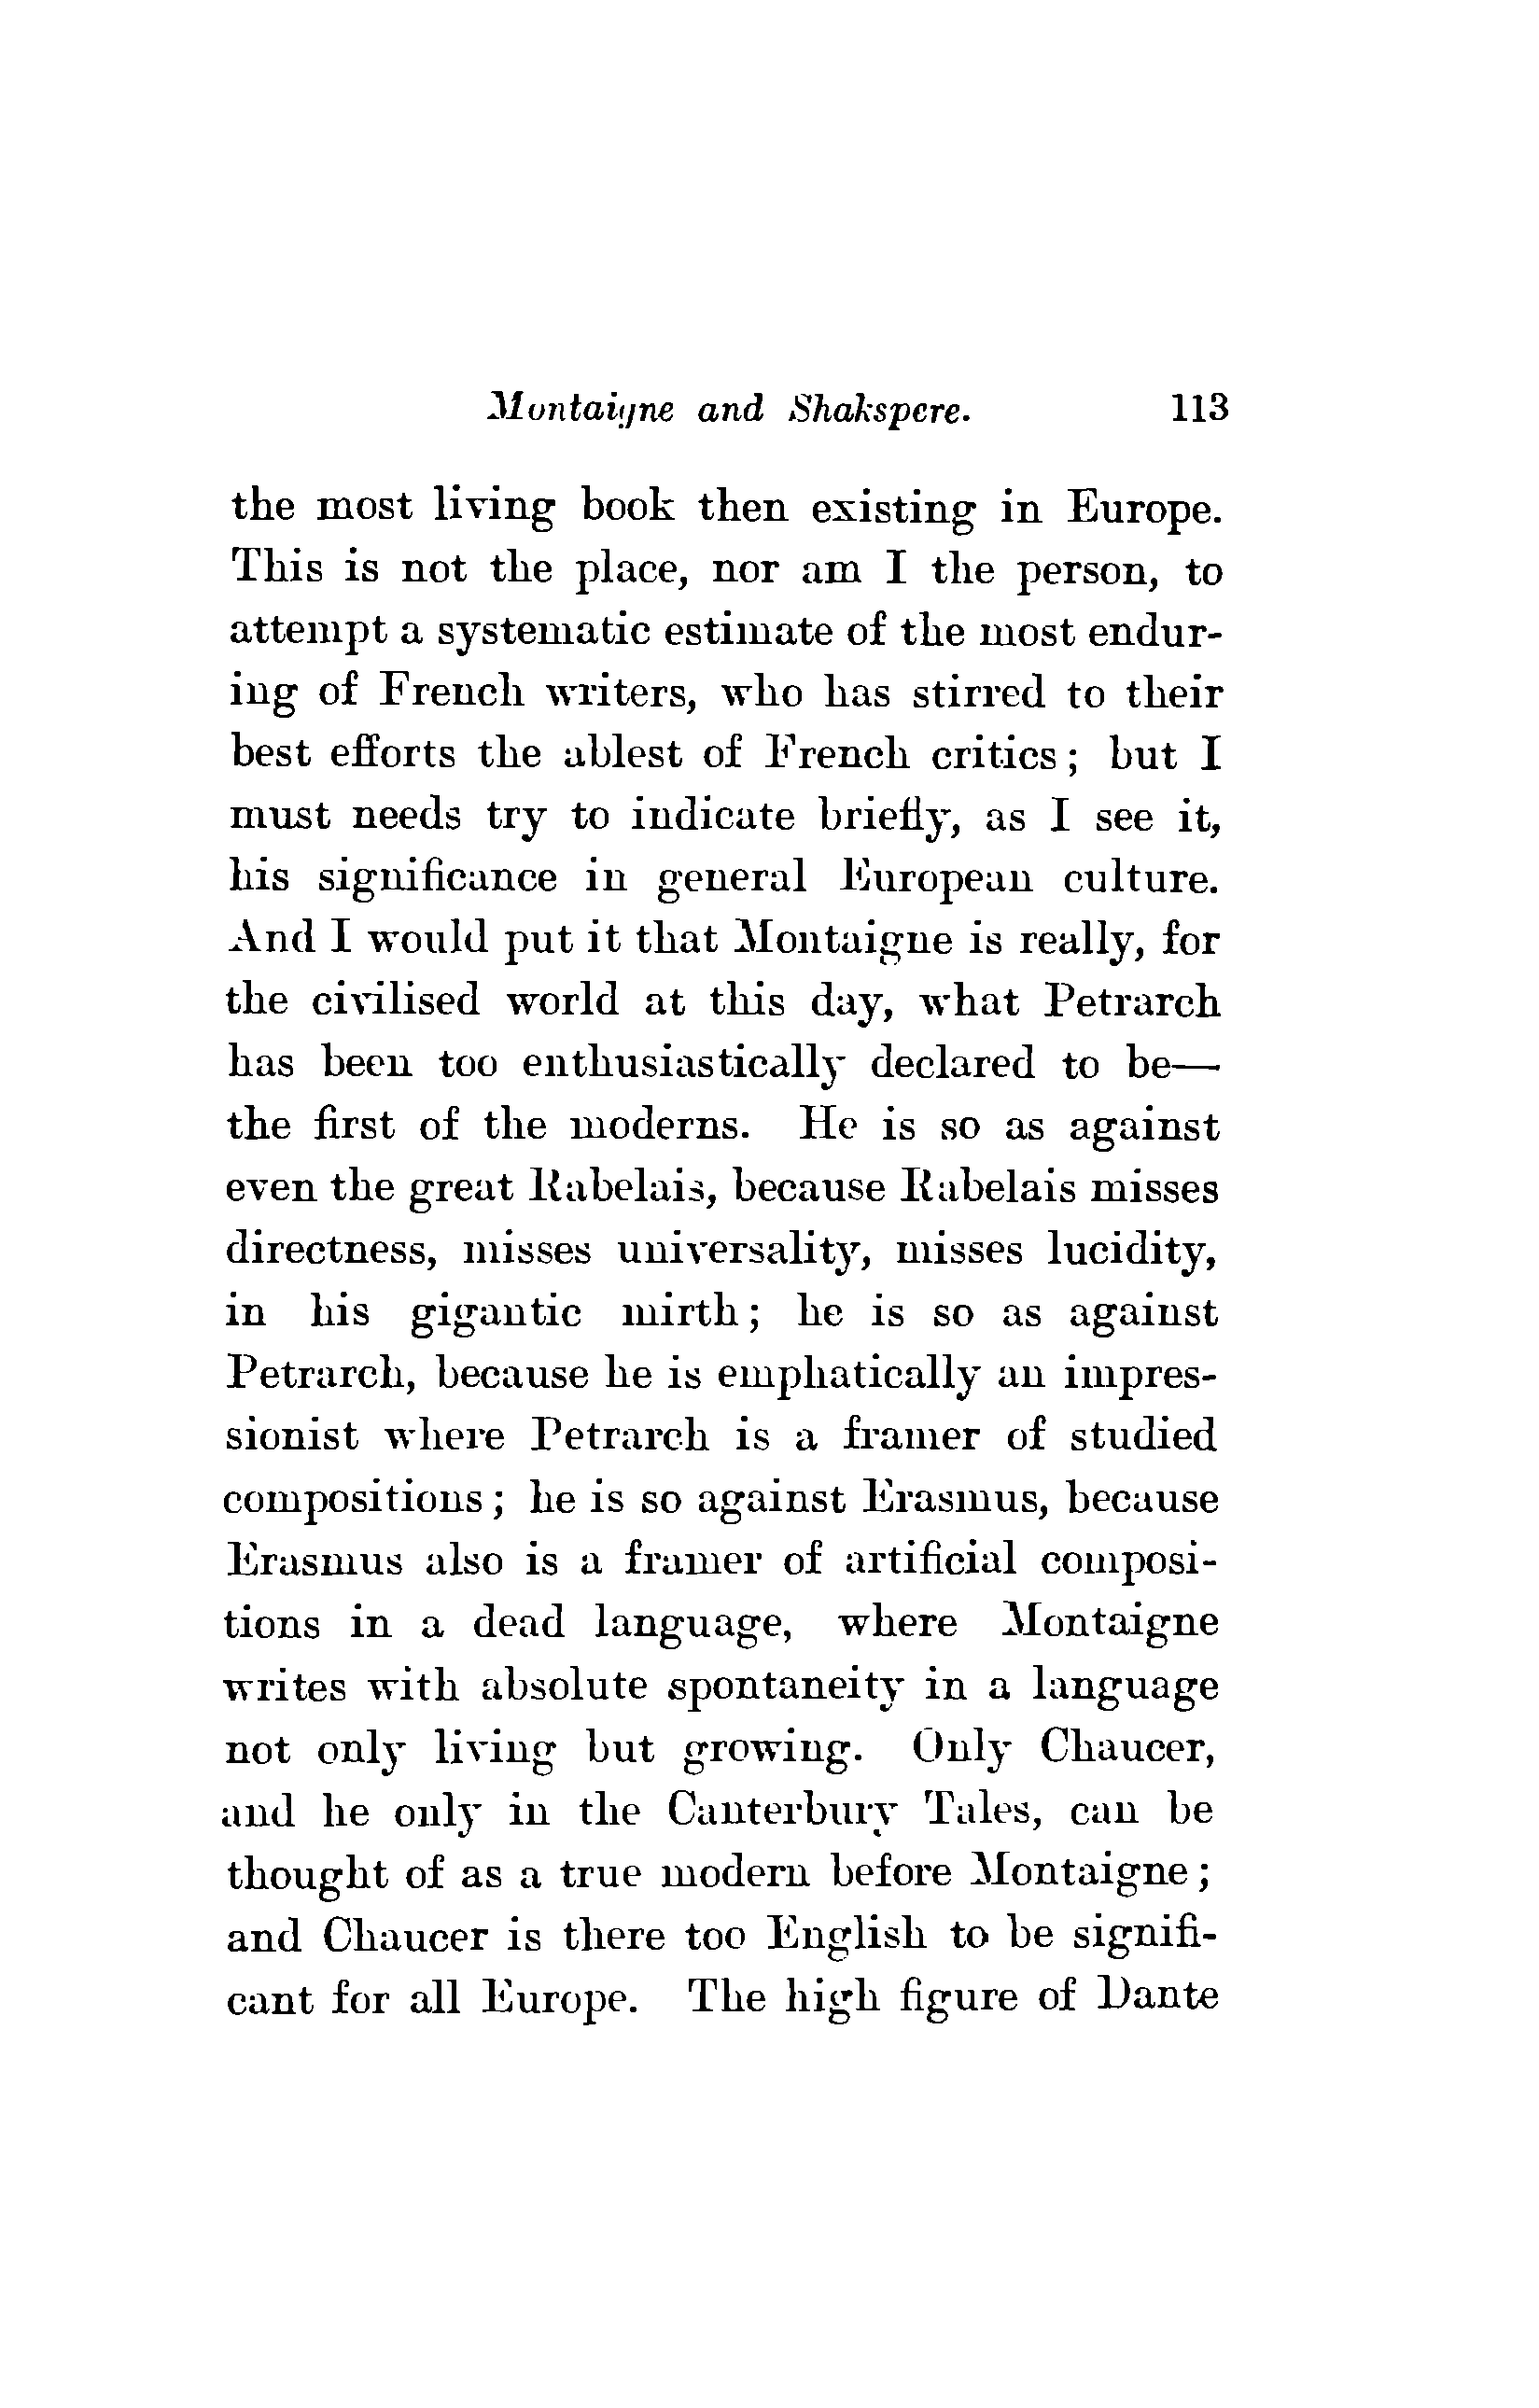 Montaigne and Shakspere. 113
the most living book then existing in Europe.
This is not the place, nor am I the person, to
attempt a systematic estimate of the most endur-
ing of French writers, who has stirred to their
best efforts the ablest of French critics; but I
must needs try to indicate briefly, as I see it,
his significance in general European culture.
And I would put it that Montaigne is really, for
the civilised world at this day, what Petrarch
has been too enthusiastically declared to be—
the first of the moderns. He is so as against
even the great Rabelais, because Rabelais misses
directness, misses universality, misses lucidity,
in his gigantic mirth; he is so as against
Petrarch, because he is emphatically an impres-
sionist where Petrarch is a framer of studied
compositions; he is so against Erasmus, because
Erasmus also is a framer of artificial composi-
tions in a dead language, where Montaigne
writes with absolute spontaneity in a language
not only living but growing. Only Chaucer,
and he only in the Canterbury Tales, can be
thought of as a true modern before Montaigne;
and Chaucer is there too English to be signifi-
cant for all Europe. The high figure of Dante